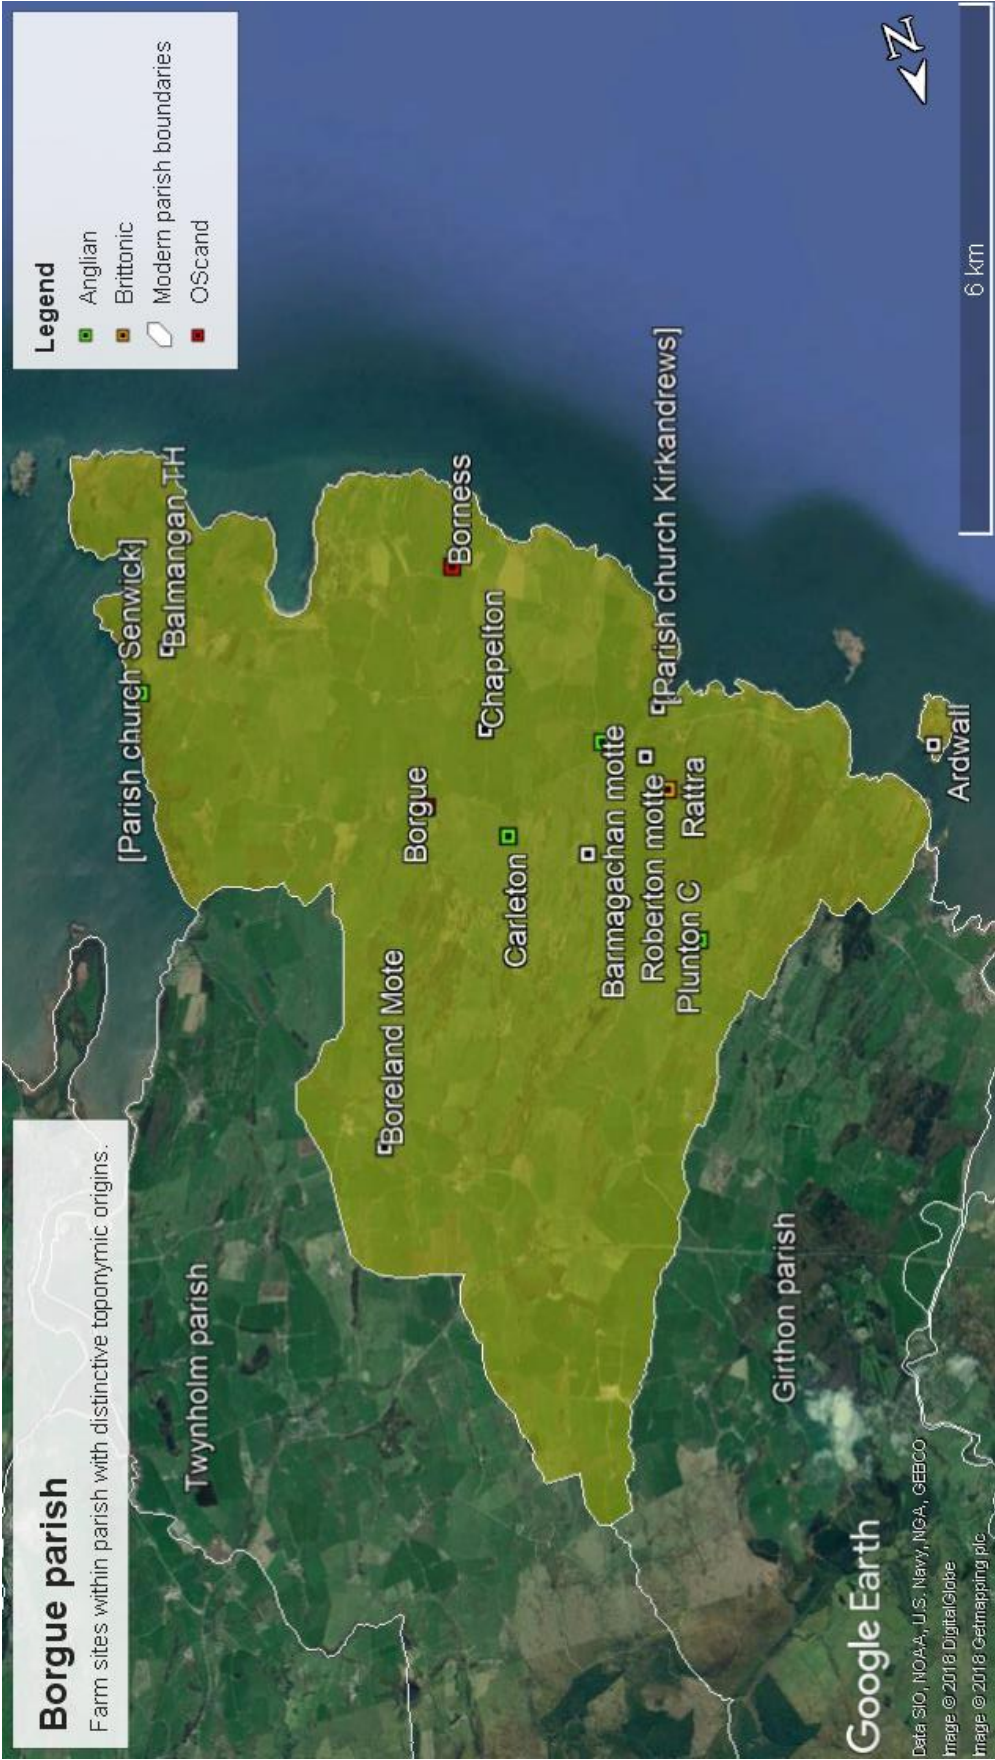 Borgue parish
Farm sites within parish with distinctive toponymic origins.
Legend
Anglian
Brittonic
Modern parish boundaries
OScand
[Parish church Senwick]
Balmangan TH
Twynholm parish
Boreland Mote
Borgue
Borness
Chapelton
Carleton
Barmagachan motte
Roberton motte
[Parish church Kirkandrews]
Plunton C
Rattra
Girthon parish
Ardwall
N
Google Earth
Data SIO, NOAA, U.S. Navy, NGA, GEBCO
Image © 2018 DigitalGlobe
Image © 2018 Getmapping plc
6 km